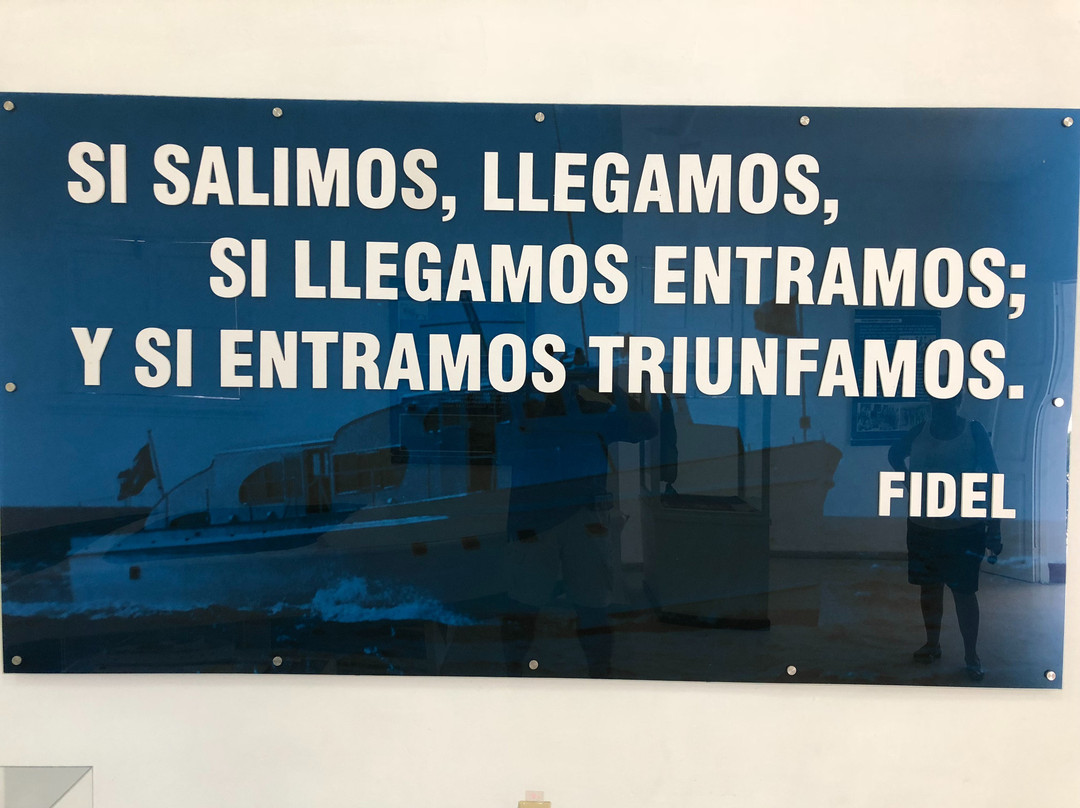 SI SALIMOS, LLEGAMOS,
SI LLEGAMOS ENTRAMOS;
Y SI ENTRAMOS TRIUNFAMOS.
FIDEL